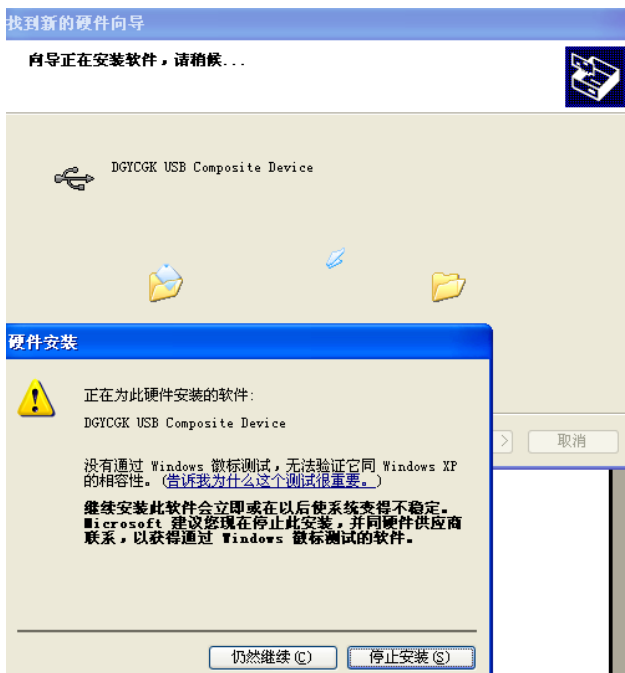 找到新的硬件向导
向导正在安装软件，请稍候...
DGYCGK USB Composite Device
硬件安装
正在为此硬件安装的软件:
DGYCGK USB Composite Device
没有通过 Windows 徽标测试，无法验证它同 Windows XP
的相容性。(告诉我为什么这个测试很重要。)
继续安装此软件会立即或在以后使系统变得不稳定。
Microsoft 建议您现在停止此安装，并同硬件供应商
联系，以获得通过 Windows 徽标测试的软件。
>
取消
仍然继续(C)
停止安装(S)